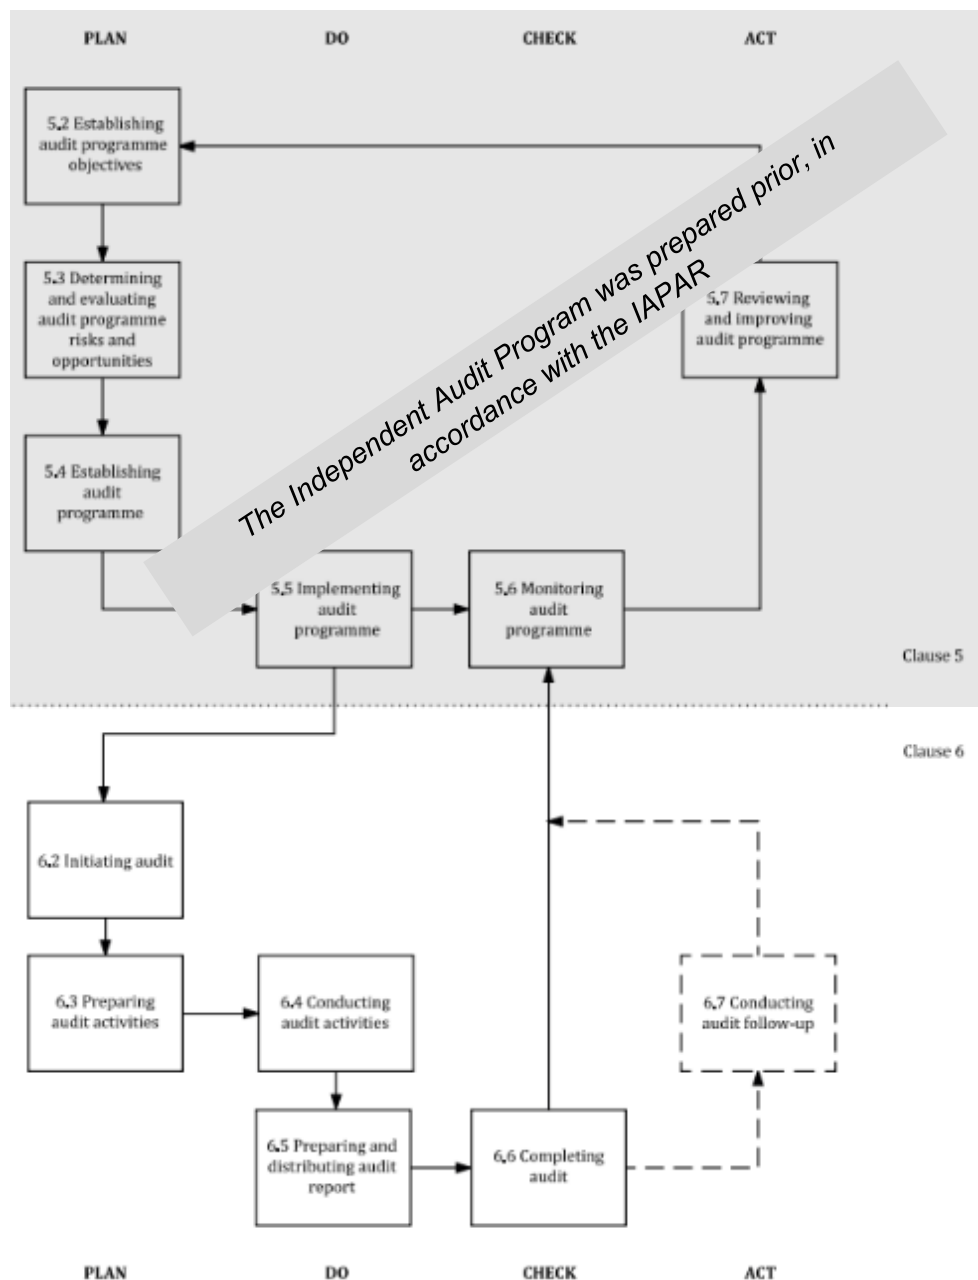 PLAN DO CHECK ACT
5.2 Establishing
audit programme
objectives
5.3 Determining
and evaluating
audit programme
risks and
opportunities
The Independent Audit Program was prepared prior, in
accordance with the IAPAR
5.7 Reviewing
and improving
audit programme
5.4 Establishing
audit
programme
5.5 Implementing
audit
programme
5.6 Monitoring
audit
programme
Clause 5
Clause 6
6.2 Initiating audit
6.3 Preparing
audit activities
6.4 Conducting
audit activities
6.7 Conducting
audit follow-up
6.5 Preparing and
distributing audit
report
6.6 Completing
audit
PLAN DO CHECK ACT